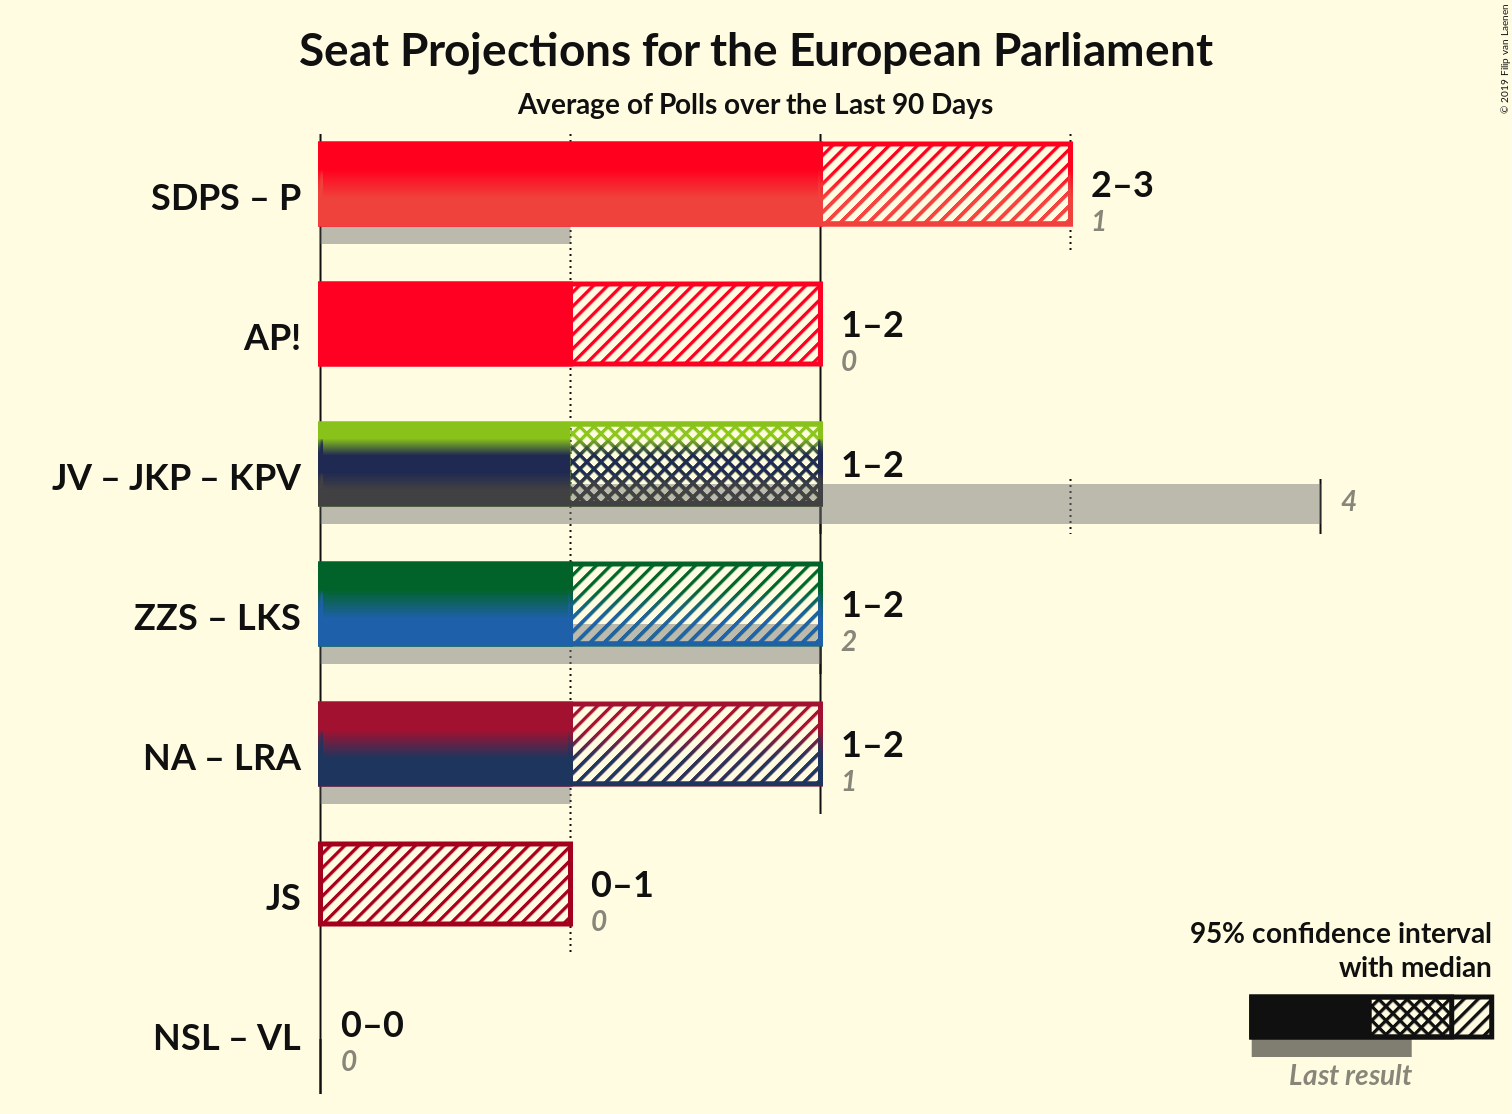 Seat Projections for the European Parliament
Average of Polls over the Last 90 Days
© 2019 Filip van Laenen
SDPS – P
2–3
1
AP!
1–2
0
JV – JKP – KPV
1–2
4
ZZS – LKS
1–2
2
NA – LRA
1–2
1
JS
0–1
0
NSL – VL
0–0
0
95% confidence interval
with median
Last result